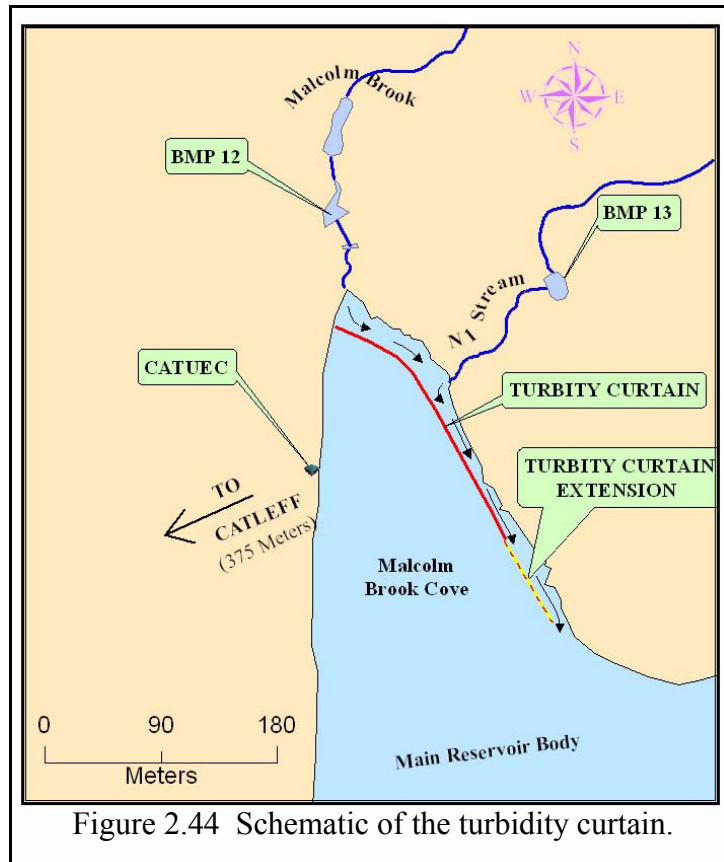 N
W E
S
Malcolm Brook
BMP 12
BMP 13
N1 Stream
CATUEC
TURBITY CURTAIN
TURBITY CURTAIN
EXTENSION
TO
CATLEFF
(375 Meters)
Malcolm
Brook Cove
0 90 180
Meters
Main Reservoir Body
Figure 2.44 Schematic of the turbidity curtain.